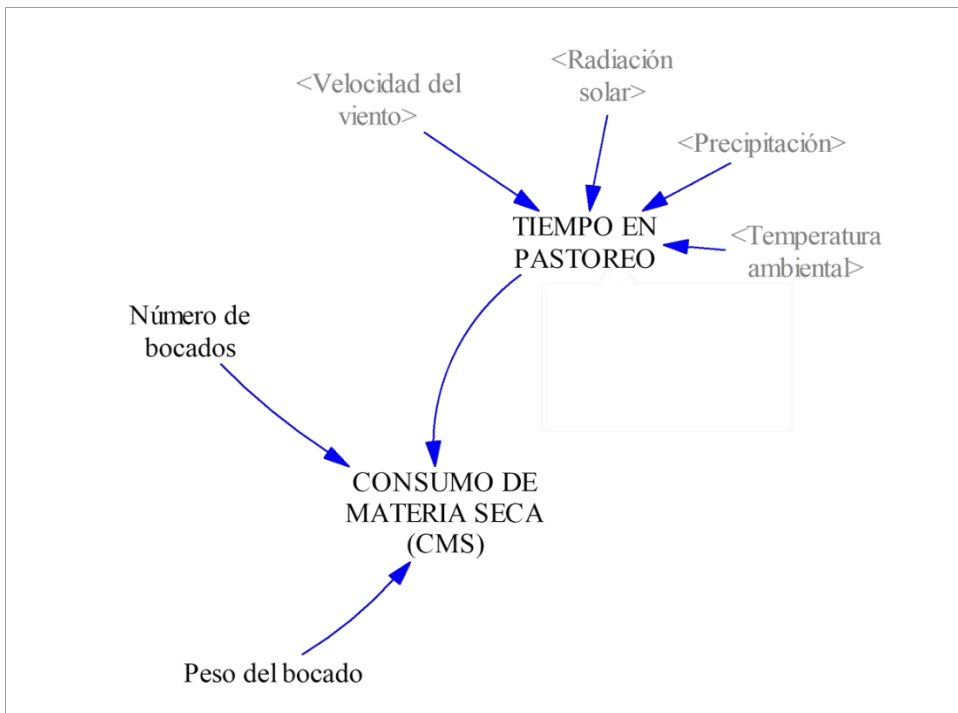 <Radiación
solar>
<Velocidad del
viento>
<Precipitación>
TIEMPO EN
PASTOREO
<Temperatura
ambiental>
Número de
bocados
CONSUMO DE
MATERIA SECA
(CMS)
Peso del bocado